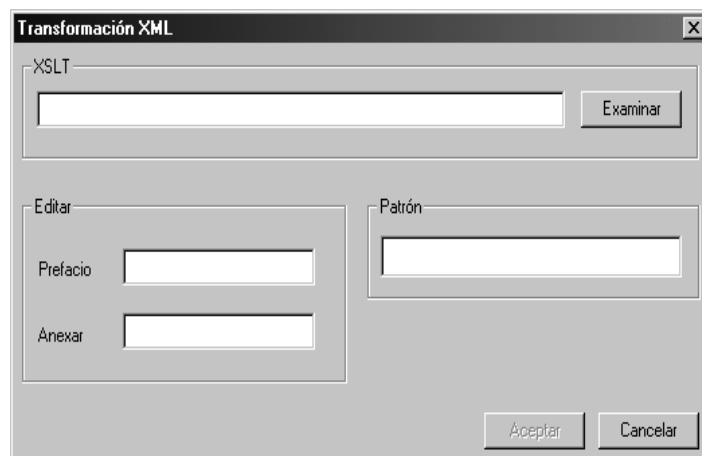 Transformación XML
XSLT
Examinar
Editar
Patrón
Prefacio
Anexar
Aceptar
Cancelar